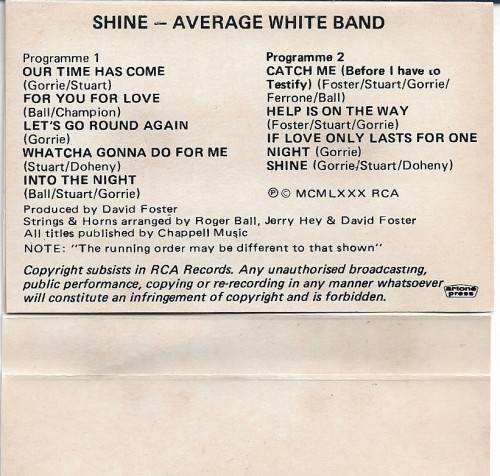 SHINE - AVERAGE WHITE BAND
Programme 1
OUR TIME HAS COME
(Gorrie/Stuart)
FOR YOU FOR LOVE
(Ball/Champion)
LET'S GO ROUND AGAIN
(Gorrie)
WHATCHA GONNA DO FOR ME
(Stuart/Doheny)
INTO THE NIGHT
(Ball/Stuart/Gorrie)
Programme 2
CATCH ME (Before I have to
Testify) (Foster/Stuart/Gorrie/
Ferrone/Ball)
HELP IS ON THE WAY
(Foster/Stuart/Gorrie)
IF LOVE ONLY LASTS FOR ONE
NIGHT (Gorrie)
SHINE (Gorrie/Stuart/Doheny)
℗ © MCMLXXX RCA
Produced by David Foster
Strings & Horns arranged by Roger Ball, Jerry Hey & David Foster
All titles published by Chappell Music
NOTE: "The running order may be different to that shown"
Copyright subsists in RCA Records. Any unauthorised broadcasting,
public performance, copying or re-recording in any manner whatsoever
will constitute an infringement of copyright and is forbidden.
arione
press